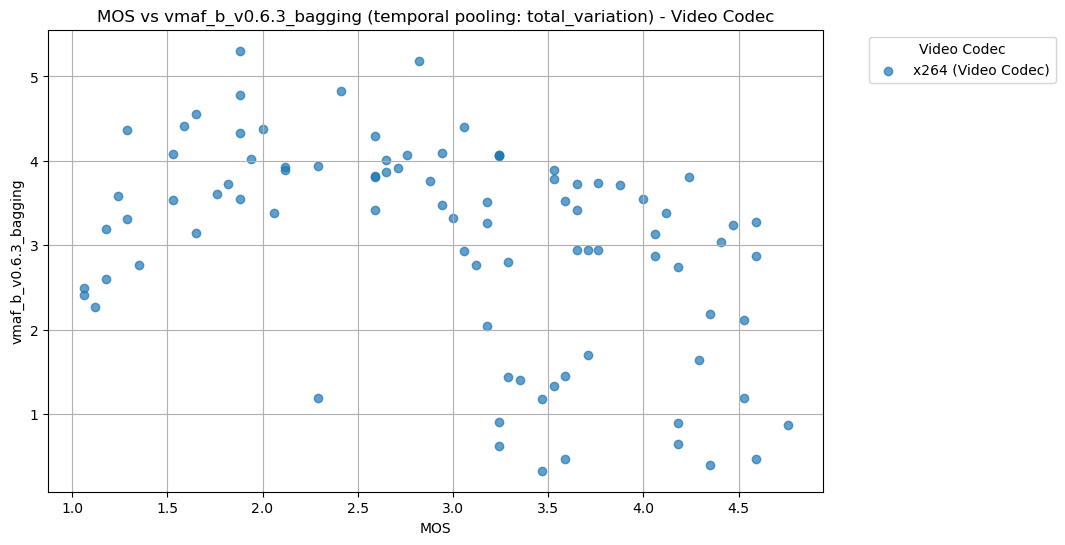 MOS vs vmaf_b_v0.6.3_bagging (temporal pooling: total_variation) - Video Codec
Video Codec
x264 (Video Codec)
vmaf_b_v0.6.3_bagging
5
4
3
2
1
1.0 1.5 2.0 2.5 3.0 3.5 4.0 4.5
MOS